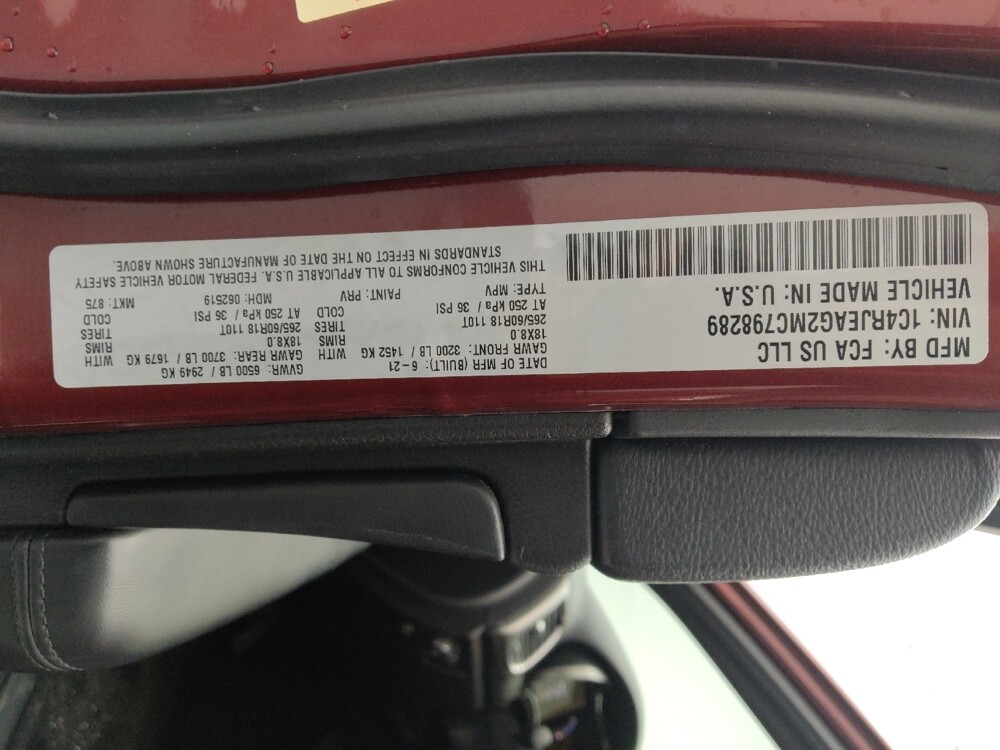 MFD BY: FCA US LLC
VIN: 1C4RJEAG2MC798289
VEHICLE MADE IN: U.S.A.
DATE OF MFR (BUILT): 6-21
GVWR: 6500 LB / 2949 KG
GAWR FRONT: 3200 LB / 1452 KG WITH
GAWR REAR: 3700 LB / 1679 KG WITH
18X8.0 RIMS
18X8.0 RIMS
265/60R18 110T TIRES
265/60R18 110T TIRES
AT 250 kPa / 36 PSI COLD
AT 250 kPa / 36 PSI COLD
TYPE: MPV PAINT: PRV MDH: 062519 MKT: 875
THIS VEHICLE CONFORMS TO ALL APPLICABLE U.S.A. FEDERAL MOTOR VEHICLE SAFETY
STANDARDS IN EFFECT ON THE DATE OF MANUFACTURE SHOWN ABOVE.